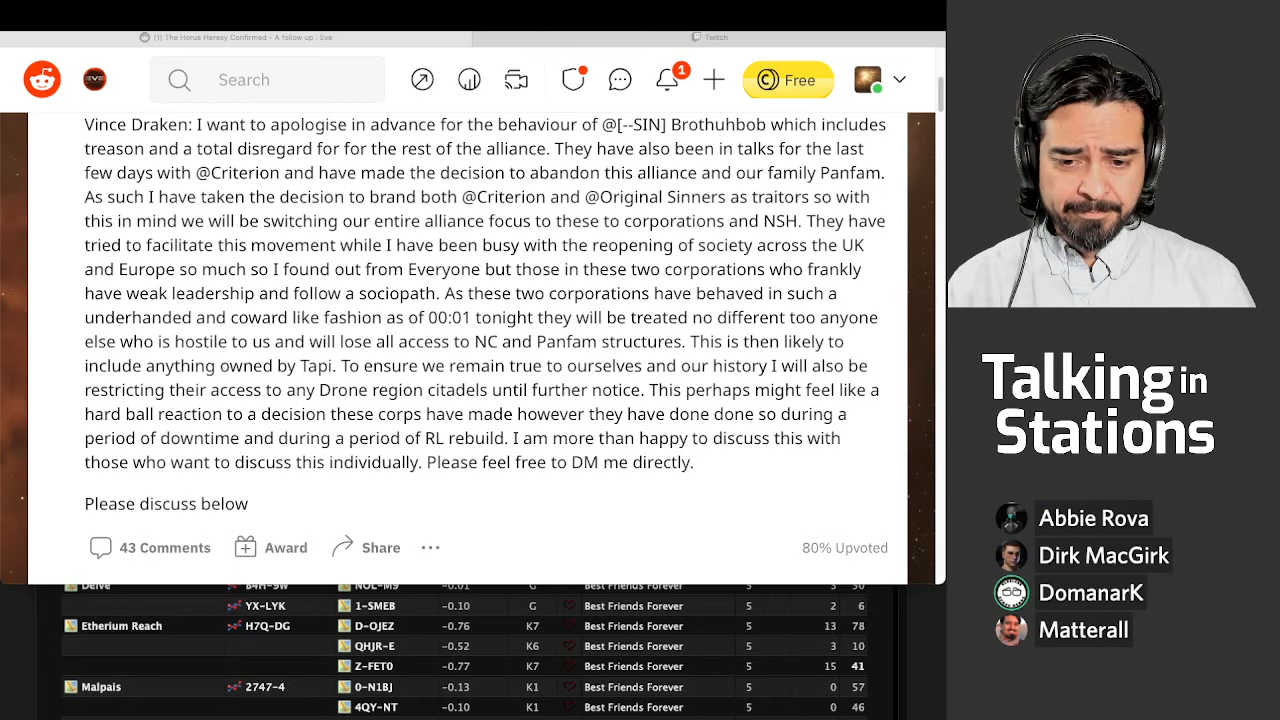 (1) The Horus Heresy Confirmed - A follow up : Eve
Twitch
EVE
Search
1
Free
Vince Draken: I want to apologise in advance for the behaviour of @[--SIN] Brothuhbob which includes
treason and a total disregard for for the rest of the alliance. They have also been in talks for the last
few days with @Criterion and have made the decision to abandon this alliance and our family Panfam.
As such I have taken the decision to brand both @Criterion and @Original Sinners as traitors so with
this in mind we will be switching our entire alliance focus to these to corporations and NSH. They have
tried to facilitate this movement while I have been busy with the reopening of society across the UK
and Europe so much so I found out from Everyone but those in these two corporations who frankly
have weak leadership and follow a sociopath. As these two corporations have behaved in such a
underhanded and coward like fashion as of 00:01 tonight they will be treated no different too anyone
else who is hostile to us and will lose all access to NC and Panfam structures. This is then likely to
include anything owned by Tapi. To ensure we remain true to ourselves and our history I will also be
restricting their access to any Drone region citadels until further notice. This perhaps might feel like a
hard ball reaction to a decision these corps have made however they have done done so during a
period of downtime and during a period of RL rebuild. I am more than happy to discuss this with
those who want to discuss this individually. Please feel free to DM me directly.
Please discuss below
43 Comments Award Share 80% Upvoted
Delve B4H-9W NOL-M9 -0.01 G Best Friends Forever 5 3 50
YX-LYK 1-SMEB -0.10 G Best Friends Forever 5 2 6
Etherium Reach H7Q-DG D-OJEZ -0.76 K7 Best Friends Forever 5 13 78
QHJR-E -0.52 K6 Best Friends Forever 5 3 10
Z-FET0 -0.77 K7 Best Friends Forever 5 15 41
Malpais 2747-4 0-N1BJ -0.13 K1 Best Friends Forever 5 0 57
4QY-NT -0.10 K1 Best Friends Forever 5 0 46
Talking in
Stations
Abbie Rova
Dirk MacGirk
DomanarK
Matterall